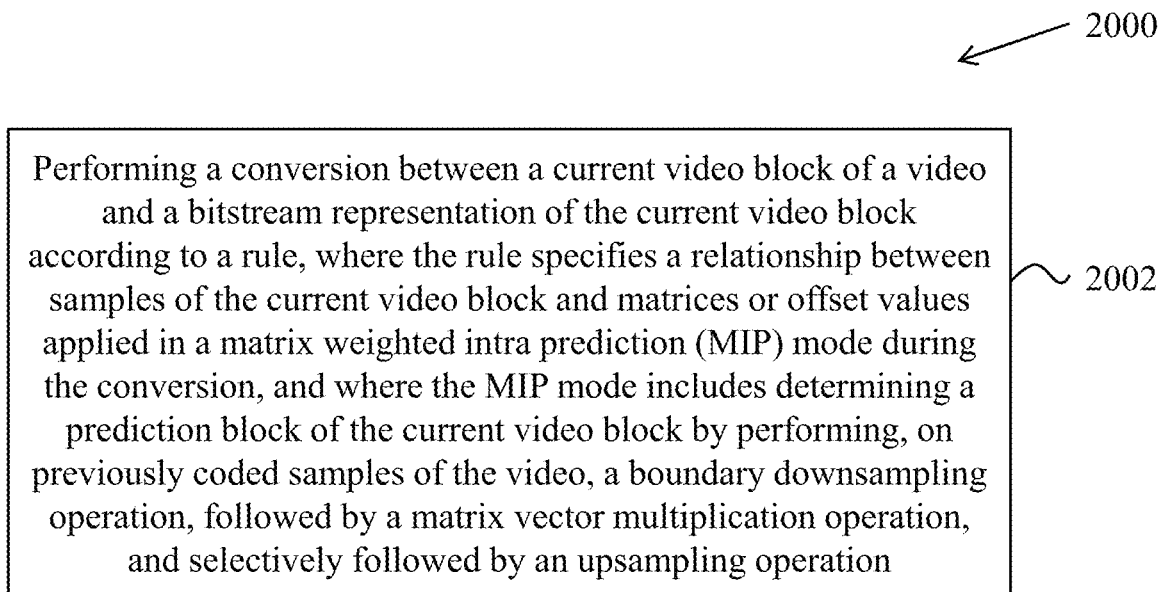 2000
Performing a conversion between a current video block of a video
and a bitstream representation of the current video block
according to a rule, where the rule specifies a relationship between
samples of the current video block and matrices or offset values
applied in a matrix weighted intra prediction (MIP) mode during
the conversion, and where the MIP mode includes determining a
prediction block of the current video block by performing, on
previously coded samples of the video, a boundary downsampling
operation, followed by a matrix vector multiplication operation,
and selectively followed by an upsampling operation
2002